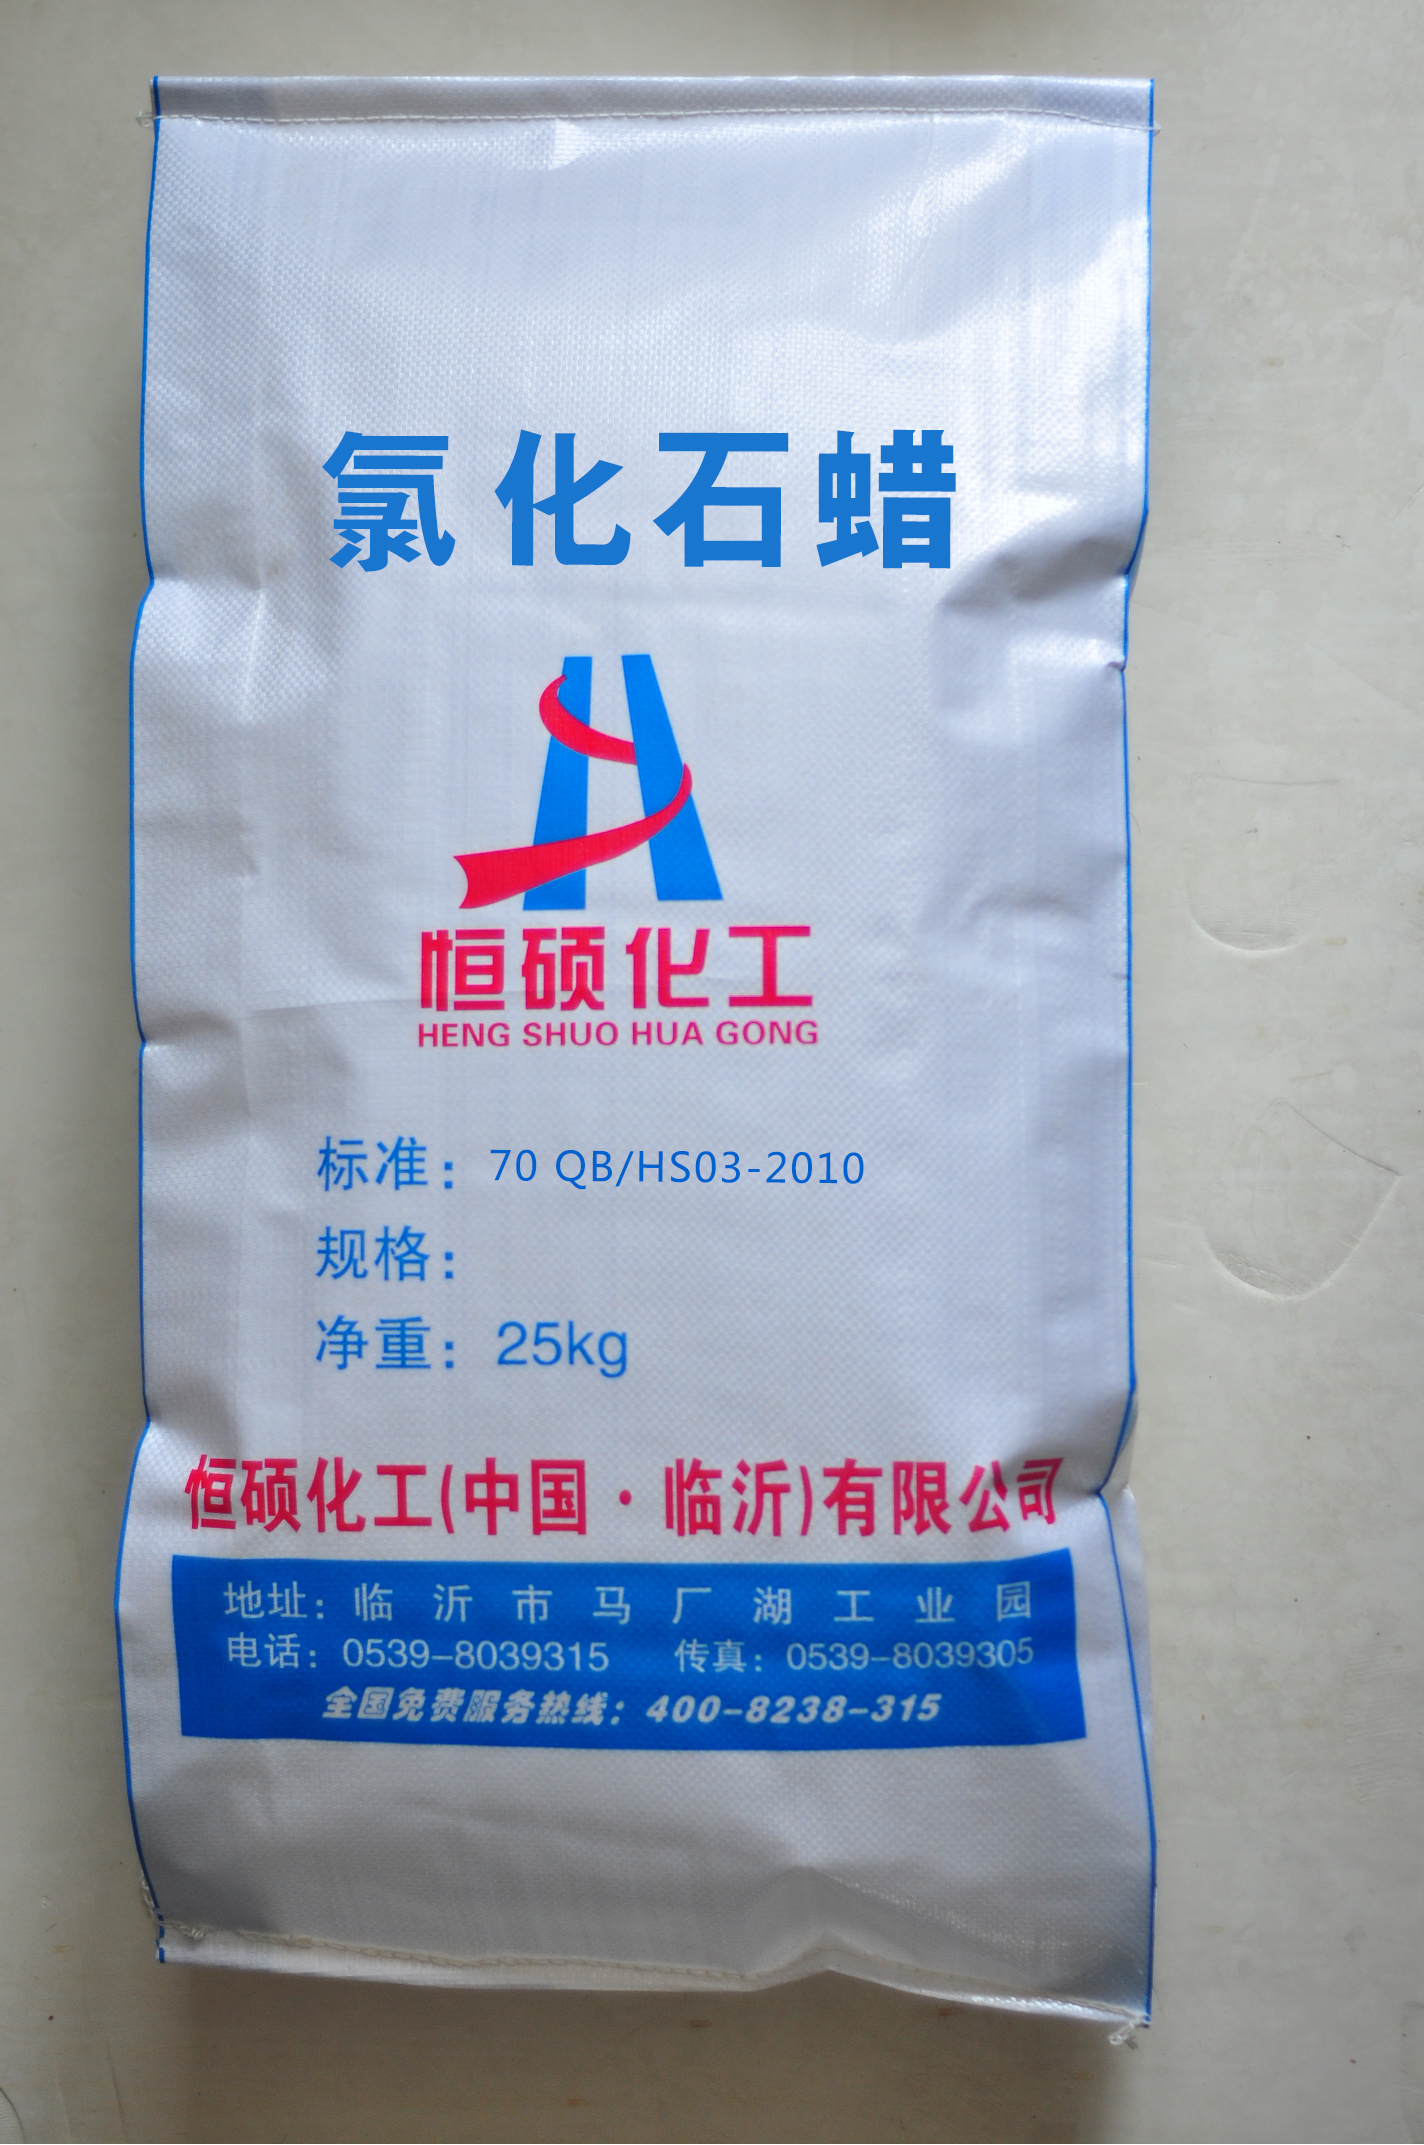 氯化石蜡
恒硕化工
HENG SHUO HUA GONG
标准：70 QB/HS03-2010
规格：
净重：25kg
恒硕化工(中国·临沂)有限公司
地址：临沂市马厂湖工业园
电话：0539-8039315 传真：0539-8039305
全国免费服务热线：400-8238-315